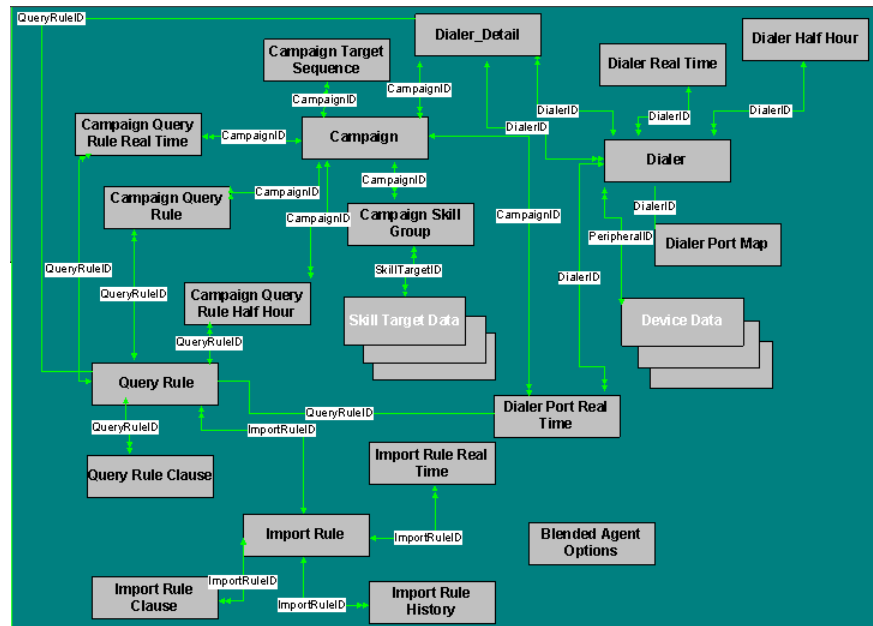 QueryRuleID
Dialer_Detail
Dialer Half Hour
Campaign Target
Sequence
Dialer Real Time
CampaignID
CampaignID
DialerID
DialerID
DialerID
DialerID
Campaign Query
Rule Real Time
CampaignID
Campaign
Dialer
CampaignID
Campaign Query
Rule
CampaignID
CampaignID
Campaign Skill
Group
CampaignID
DialerID
PeripheralID
Dialer Port Map
QueryRuleID
SkillTargetID
DialerID
QueryRuleID
Campaign Query
Rule Half Hour
Skill Target Data
Device Data
QueryRuleID
Query Rule
Dialer Port Real
Time
QueryRuleID
QueryRuleID
ImportRuleID
Import Rule Real
Time
Query Rule Clause
Import Rule
ImportRuleID
Blended Agent
Options
ImportRuleID
Import Rule
Clause
ImportRuleID
Import Rule
History